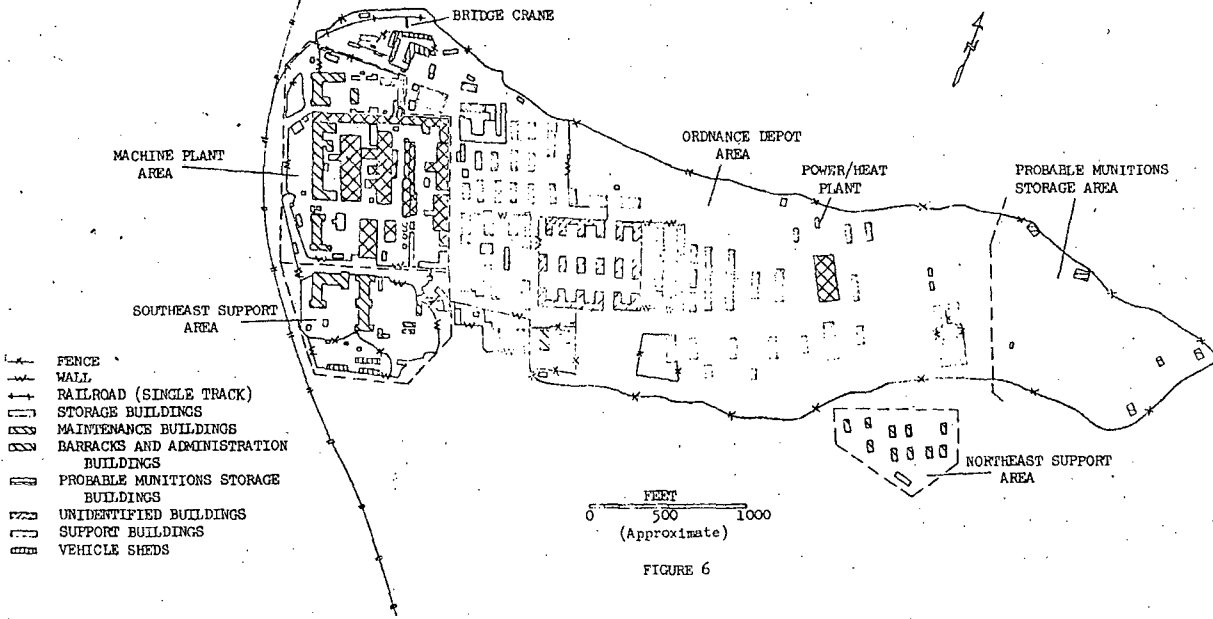 BRIDGE CRANE
N
ORDNANCE DEPOT
AREA
MACHINE PLANT
AREA
POWER/HEAT
PLANT
PROBABLE MUNITIONS
STORAGE AREA
SOUTHEAST SUPPORT
AREA
FENCE
WALL
RAILROAD (SINGLE TRACK)
STORAGE BUILDINGS
MAINTENANCE BUILDINGS
BARRACKS AND ADMINISTRATION
BUILDINGS
PROBABLE MUNITIONS STORAGE
BUILDINGS
UNIDENTIFIED BUILDINGS
SUPPORT BUILDINGS
VEHICLE SHEDS
NORTHEAST SUPPORT
AREA
FEET
0 500 1000
(Approximate)
FIGURE 6